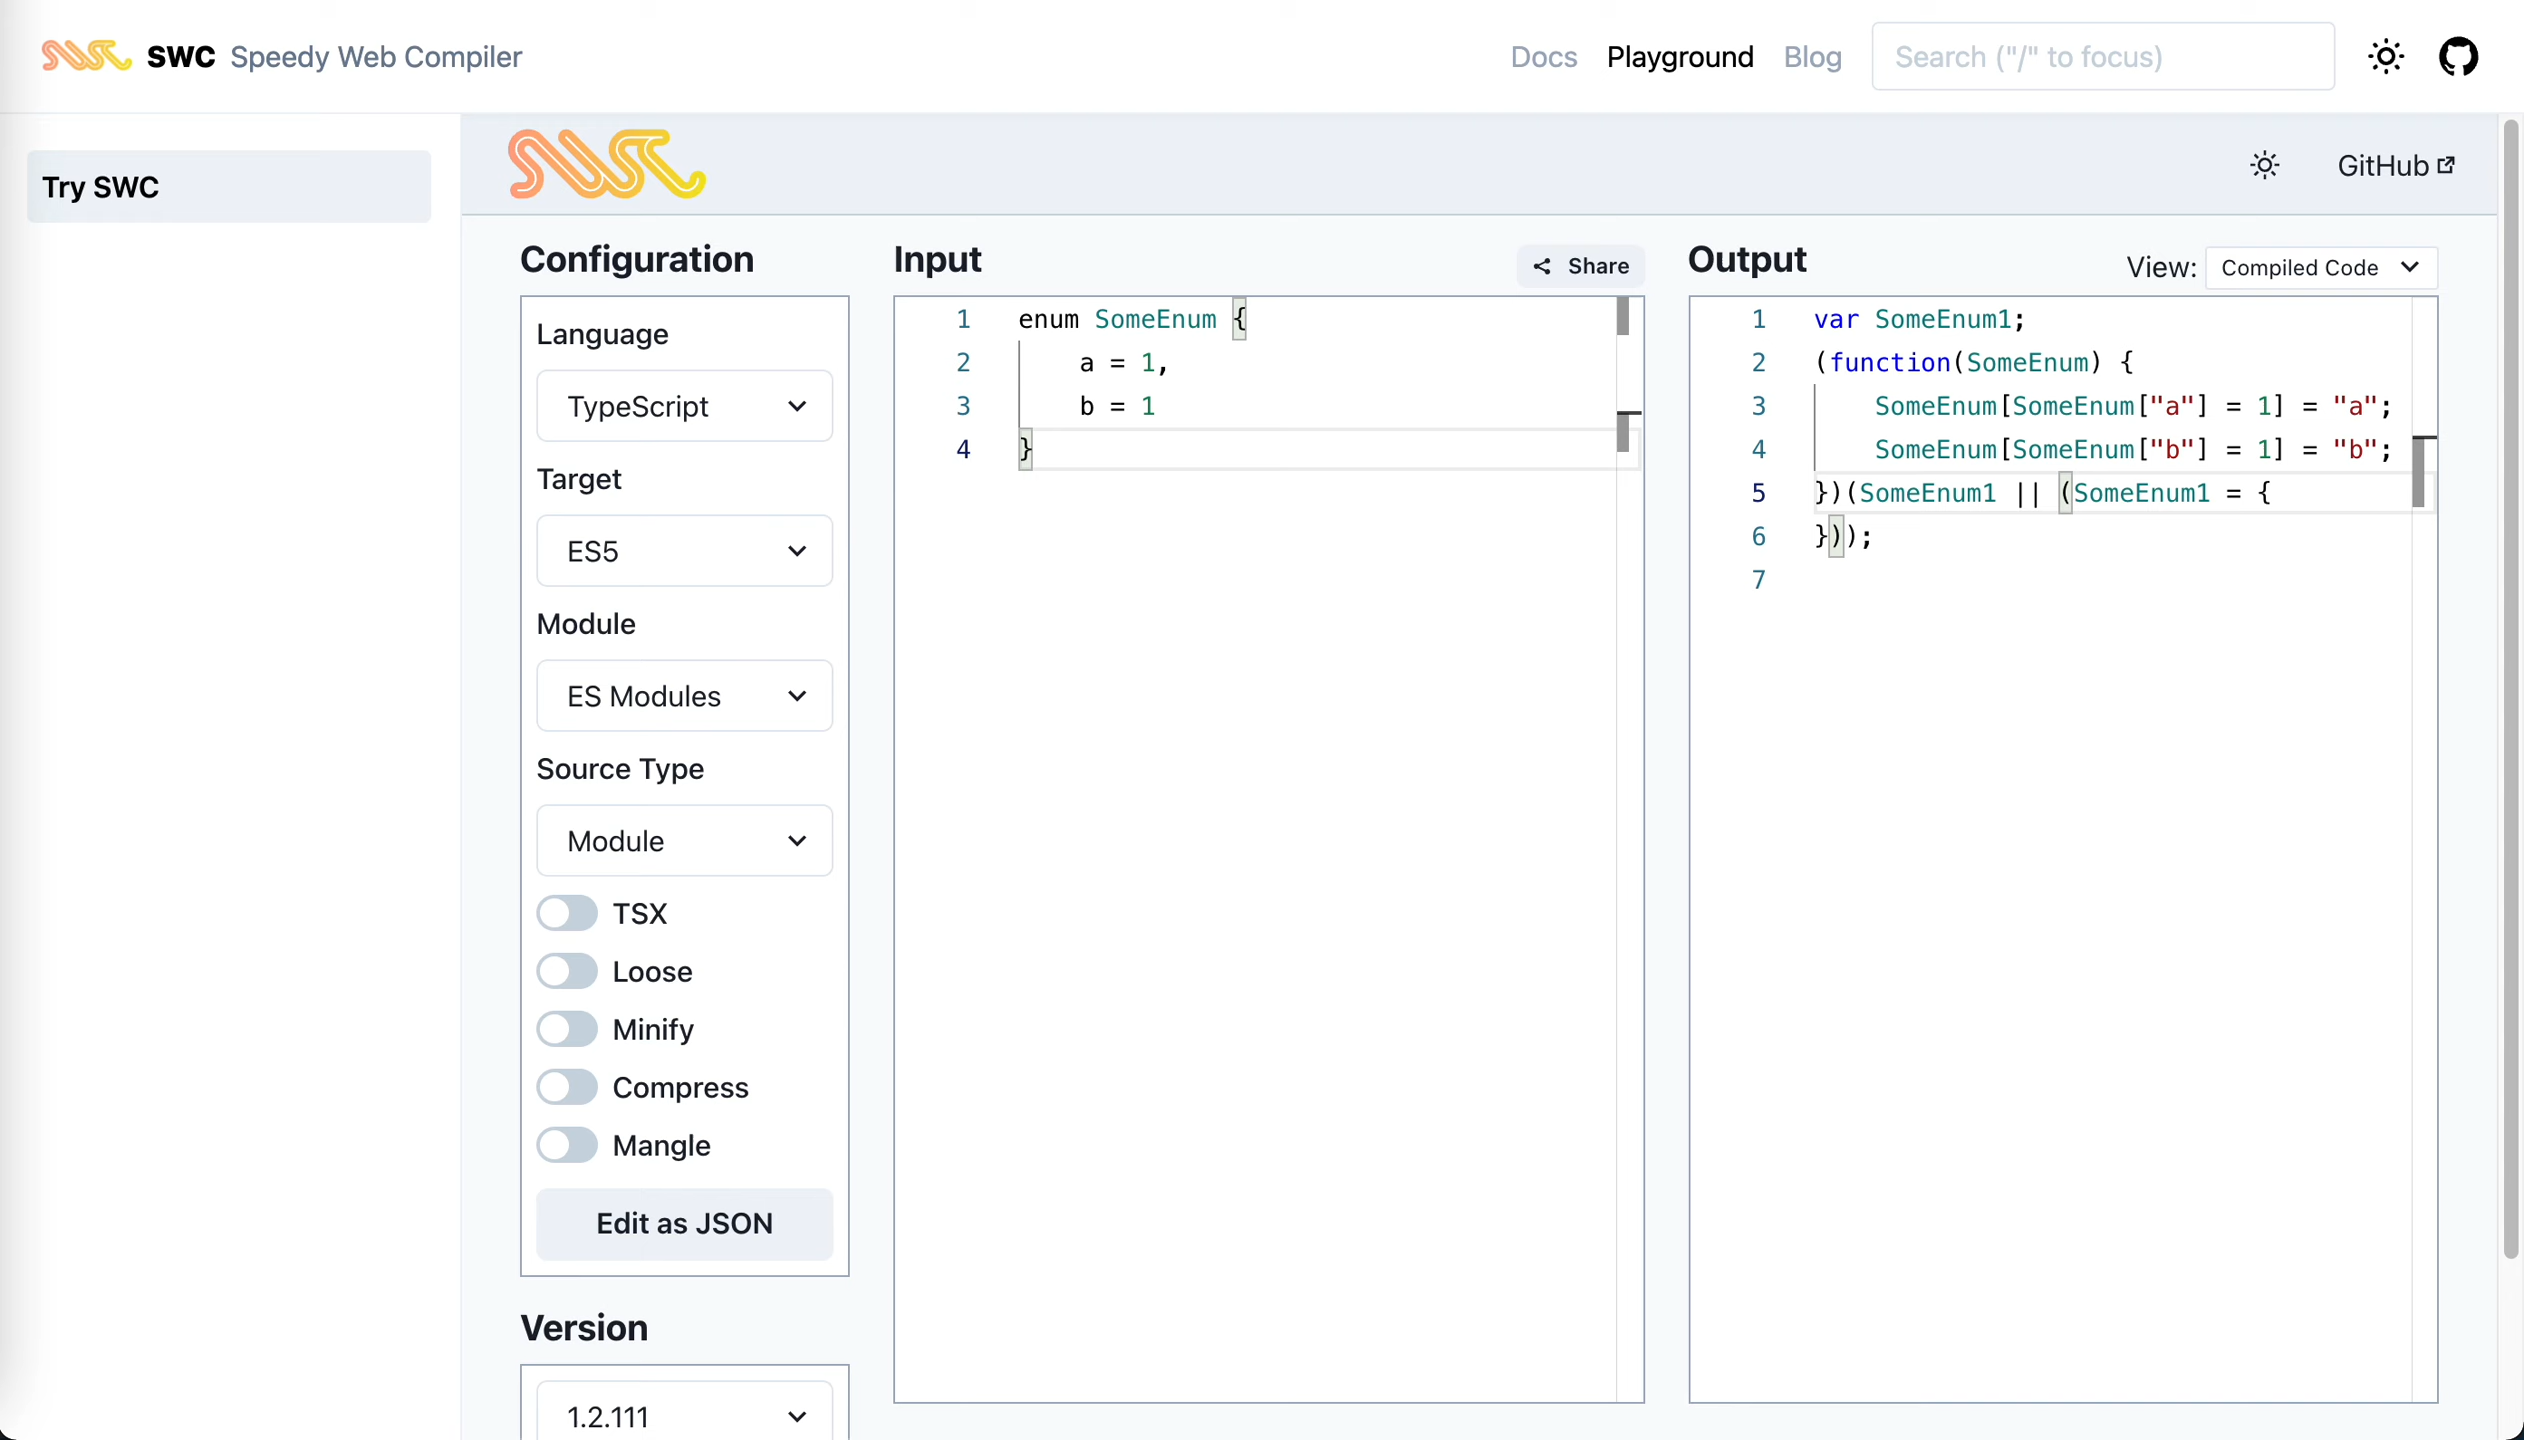 SWC Speedy Web Compiler
Docs Playground Blog Search ("/" to focus)
Try SWC
GitHub
Configuration
Language
TypeScript
Target
ES5
Module
ES Modules
Source Type
Module
TSX
Loose
Minify
Compress
Mangle
Edit as JSON
Version
1.2.111
Input
Share
1 enum SomeEnum {
2     a = 1,
3     b = 1
4 }
Output
View: Compiled Code
1 var SomeEnum1;
2 (function(SomeEnum) {
3     SomeEnum[SomeEnum["a"] = 1] = "a";
4     SomeEnum[SomeEnum["b"] = 1] = "b";
5 })(SomeEnum1 || (SomeEnum1 = {
6 }));
7